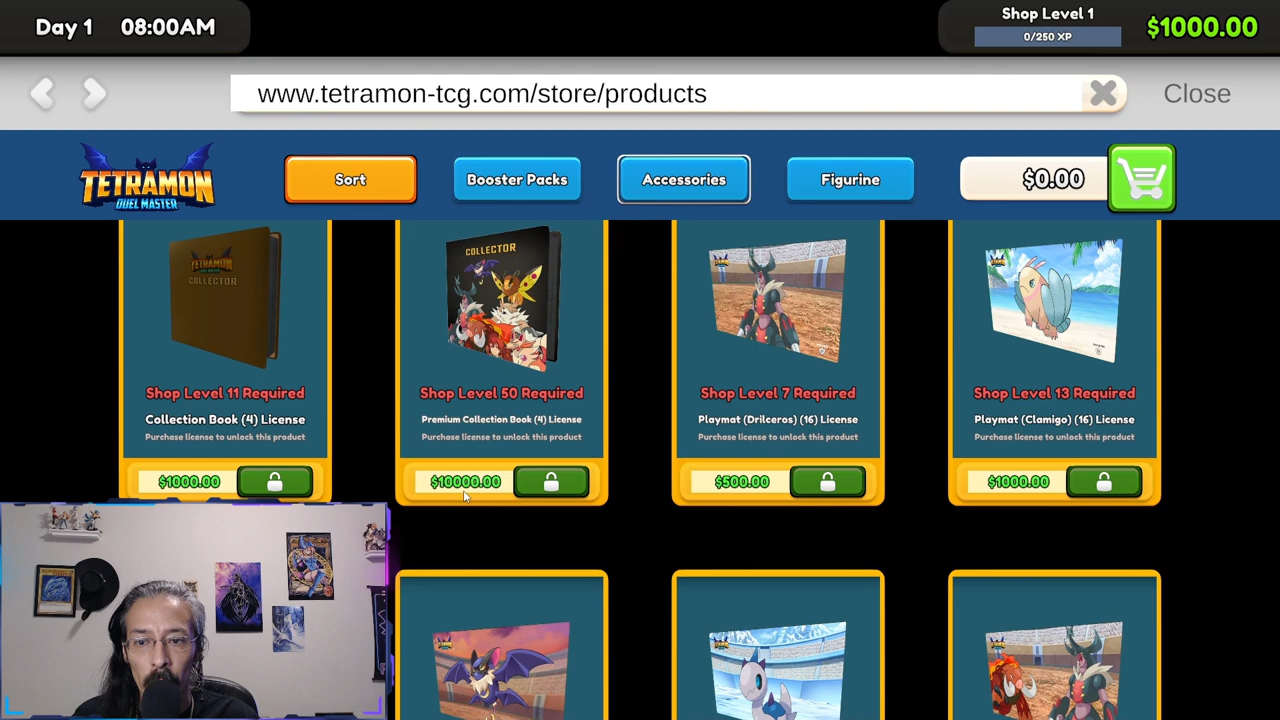 Day 1 08:00AM
Shop Level 1
0/250 XP
$1000.00
www.tetramon-tcg.com/store/products
Close
TETRAMON
DUEL MASTER
Sort
Booster Packs
Accessories
Figurine
$0.00
TETRAMON
COLLECTOR
Shop Level 11 Required
Collection Book (4) License
Purchase license to unlock this product
$1000.00
COLLECTOR
Shop Level 50 Required
Premium Collection Book (4) License
Purchase license to unlock this product
$10000.00
Shop Level 7 Required
Playmat (Drilceros) (16) License
Purchase license to unlock this product
$500.00
Shop Level 13 Required
Playmat (Clamigo) (16) License
Purchase license to unlock this product
$1000.00